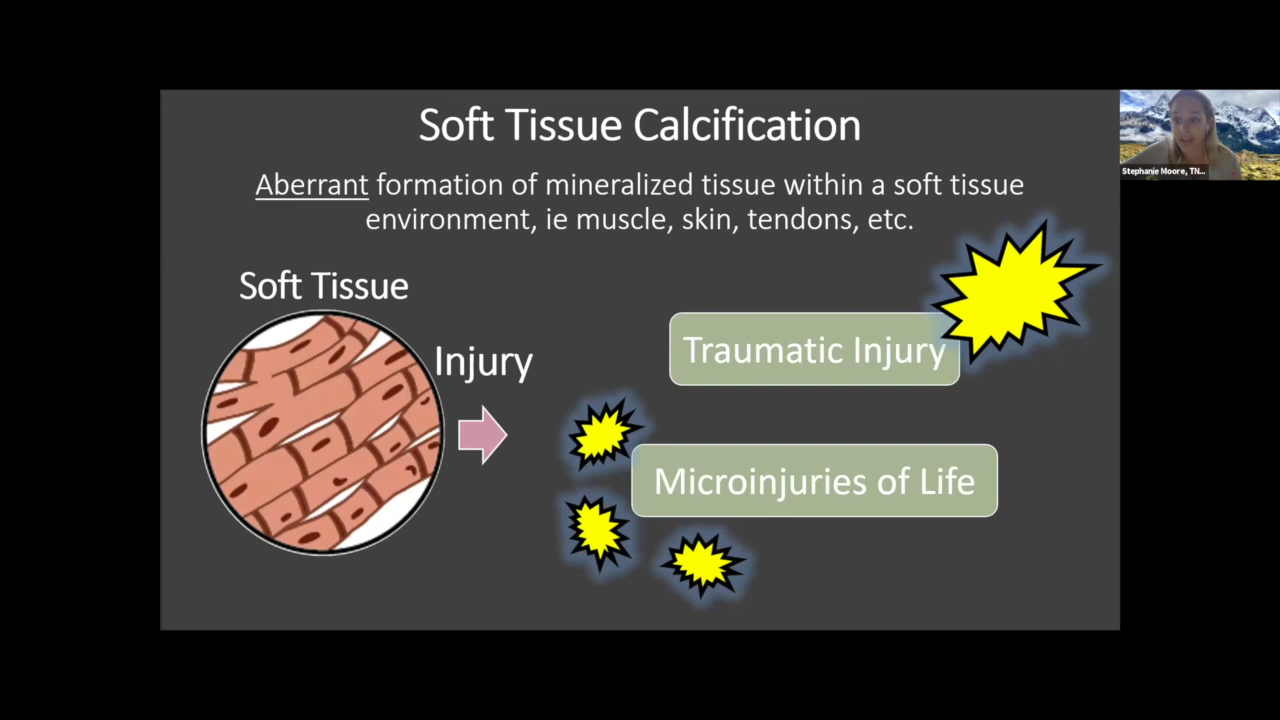 Soft Tissue Calcification
Aberrant formation of mineralized tissue within a soft tissue
environment, ie muscle, skin, tendons, etc.
Soft Tissue
Injury
Traumatic Injury
Microinjuries of Life
Stephanie Moore, TN...